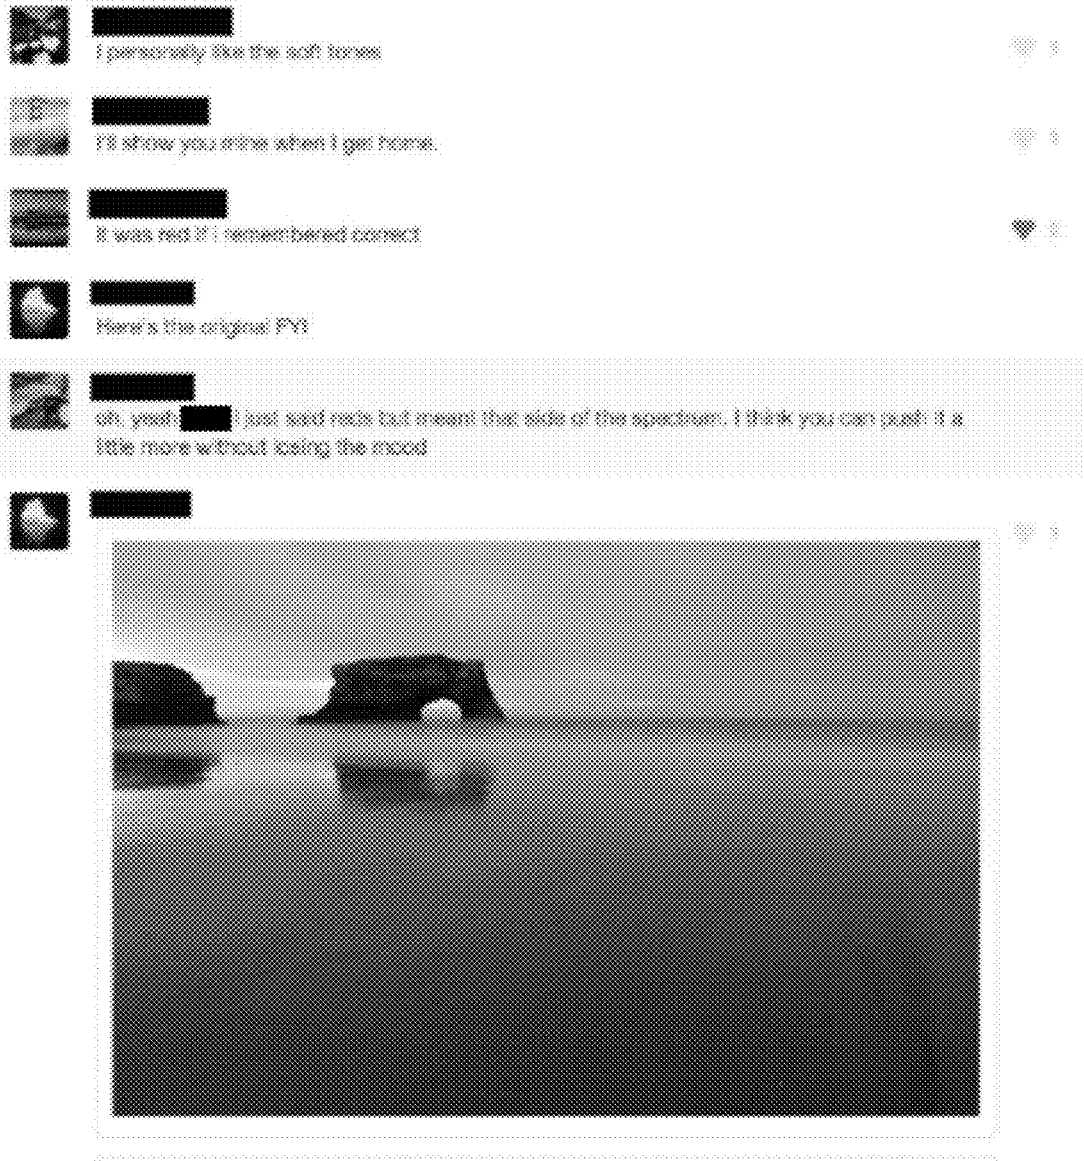 I personally like the soft tones
I'll show you mine when I get home.
It was red if i remembered correct
Here's the original FYI
oh, yeah I just said reds but meant that side of the spectrum. I think you can push it a
little more without losing the mood